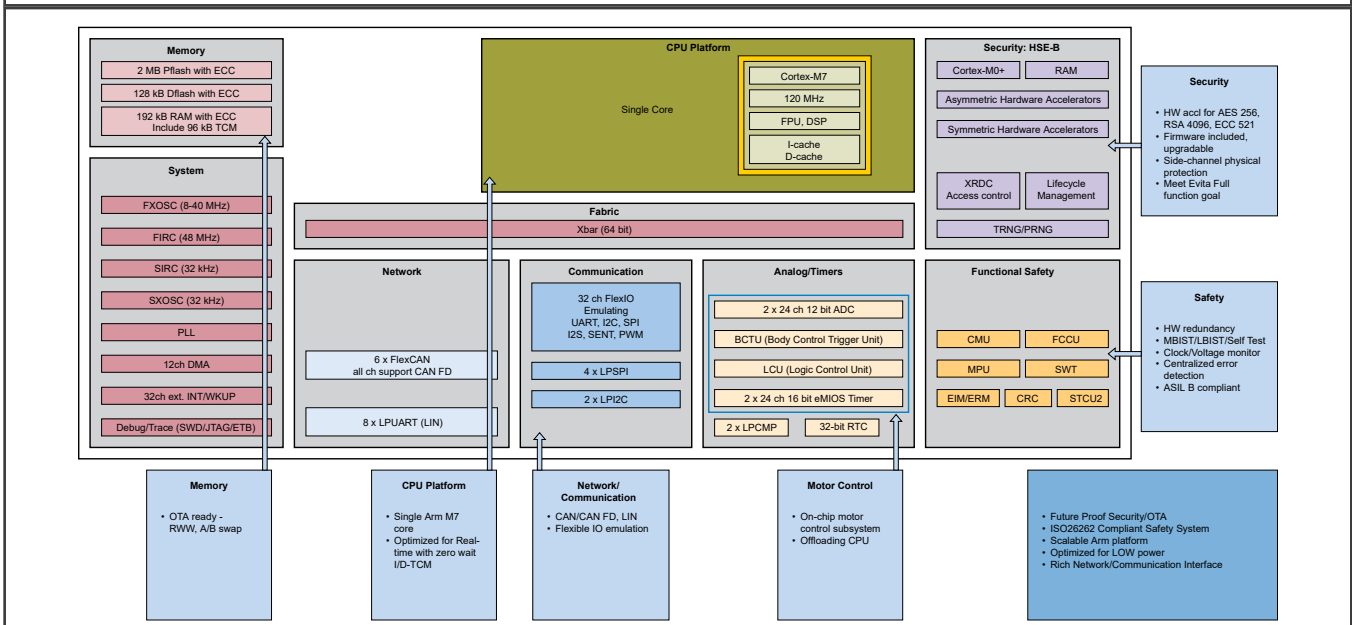 Memory
2 MB Pflash with ECC
128 kB Dflash with ECC
192 kB RAM with ECC
Include 96 kB TCM
System
FXOSC (8-40 MHz)
FIRC (48 MHz)
SIRC (32 kHz)
SXOSC (32 kHz)
PLL
12ch DMA
32ch ext. INT/WKUP
Debug/Trace (SWD/JTAG/ETB)
CPU Platform
Single Core
Cortex-M7
120 MHz
FPU, DSP
I-cache
D-cache
Fabric
Xbar (64 bit)
Network
6 x FlexCAN
all ch support CAN FD
8 x LPUART (LIN)
Communication
32 ch FlexIO
Emulating
UART, I2C, SPI
I2S, SENT, PWM
4 x LPSPI
2 x LPI2C
Analog/Timers
2 x 24 ch 12 bit ADC
BCTU (Body Control Trigger Unit)
LCU (Logic Control Unit)
2 x 24 ch 16 bit eMIOS Timer
2 x LPCMP
32-bit RTC
Security: HSE-B
Cortex-M0+
RAM
Asymmetric Hardware Accelerators
Symmetric Hardware Accelerators
XRDC
Access control
Lifecycle
Management
TRNG/PRNG
Functional Safety
CMU
FCCU
MPU
SWT
EIM/ERM
CRC
STCU2
Security
• HW accl for AES 256,
RSA 4096, ECC 521
• Firmware included,
upgradable
• Side-channel physical
protection
• Meet Evita Full
function goal
Safety
• HW redundancy
• MBIST/LBIST/Self Test
• Clock/Voltage monitor
• Centralized error
detection
• ASIL B compliant
Memory
• OTA ready -
RWW, A/B swap
CPU Platform
• Single Arm M7
core
• Optimized for Real-
time with zero wait
I/D-TCM
Network/
Communication
• CAN/CAN FD, LIN
• Flexible IO emulation
Motor Control
• On-chip motor
control subsystem
• Offloading CPU
• Future Proof Security/OTA
• ISO26262 Compliant Safety System
• Scalable Arm platform
• Optimized for LOW power
• Rich Network/Communication Interface